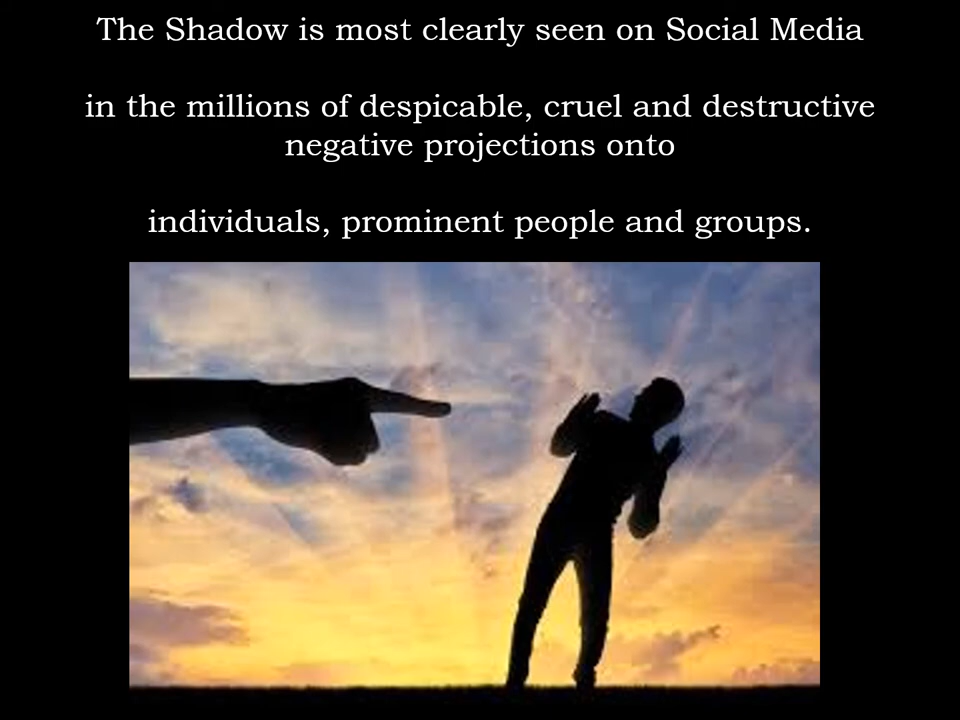 The Shadow is most clearly seen on Social Media
in the millions of despicable, cruel and destructive
negative projections onto
individuals, prominent people and groups.